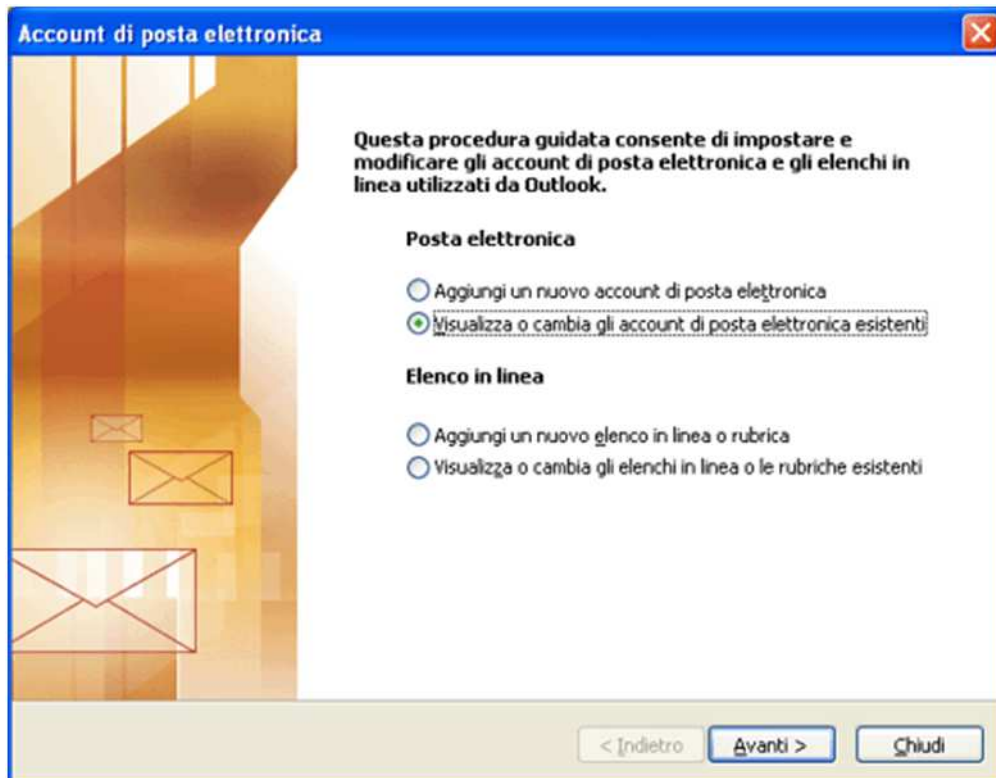 Account di posta elettronica
Questa procedura guidata consente di impostare e
modificare gli account di posta elettronica e gli elenchi in
linea utilizzati da Outlook.
Posta elettronica
Aggiungi un nuovo account di posta elettronica
Visualizza o cambia gli account di posta elettronica esistenti
Elenco in linea
Aggiungi un nuovo elenco in linea o rubrica
Visualizza o cambia gli elenchi in linea o le rubriche esistenti
< Indietro
Avanti >
Chiudi